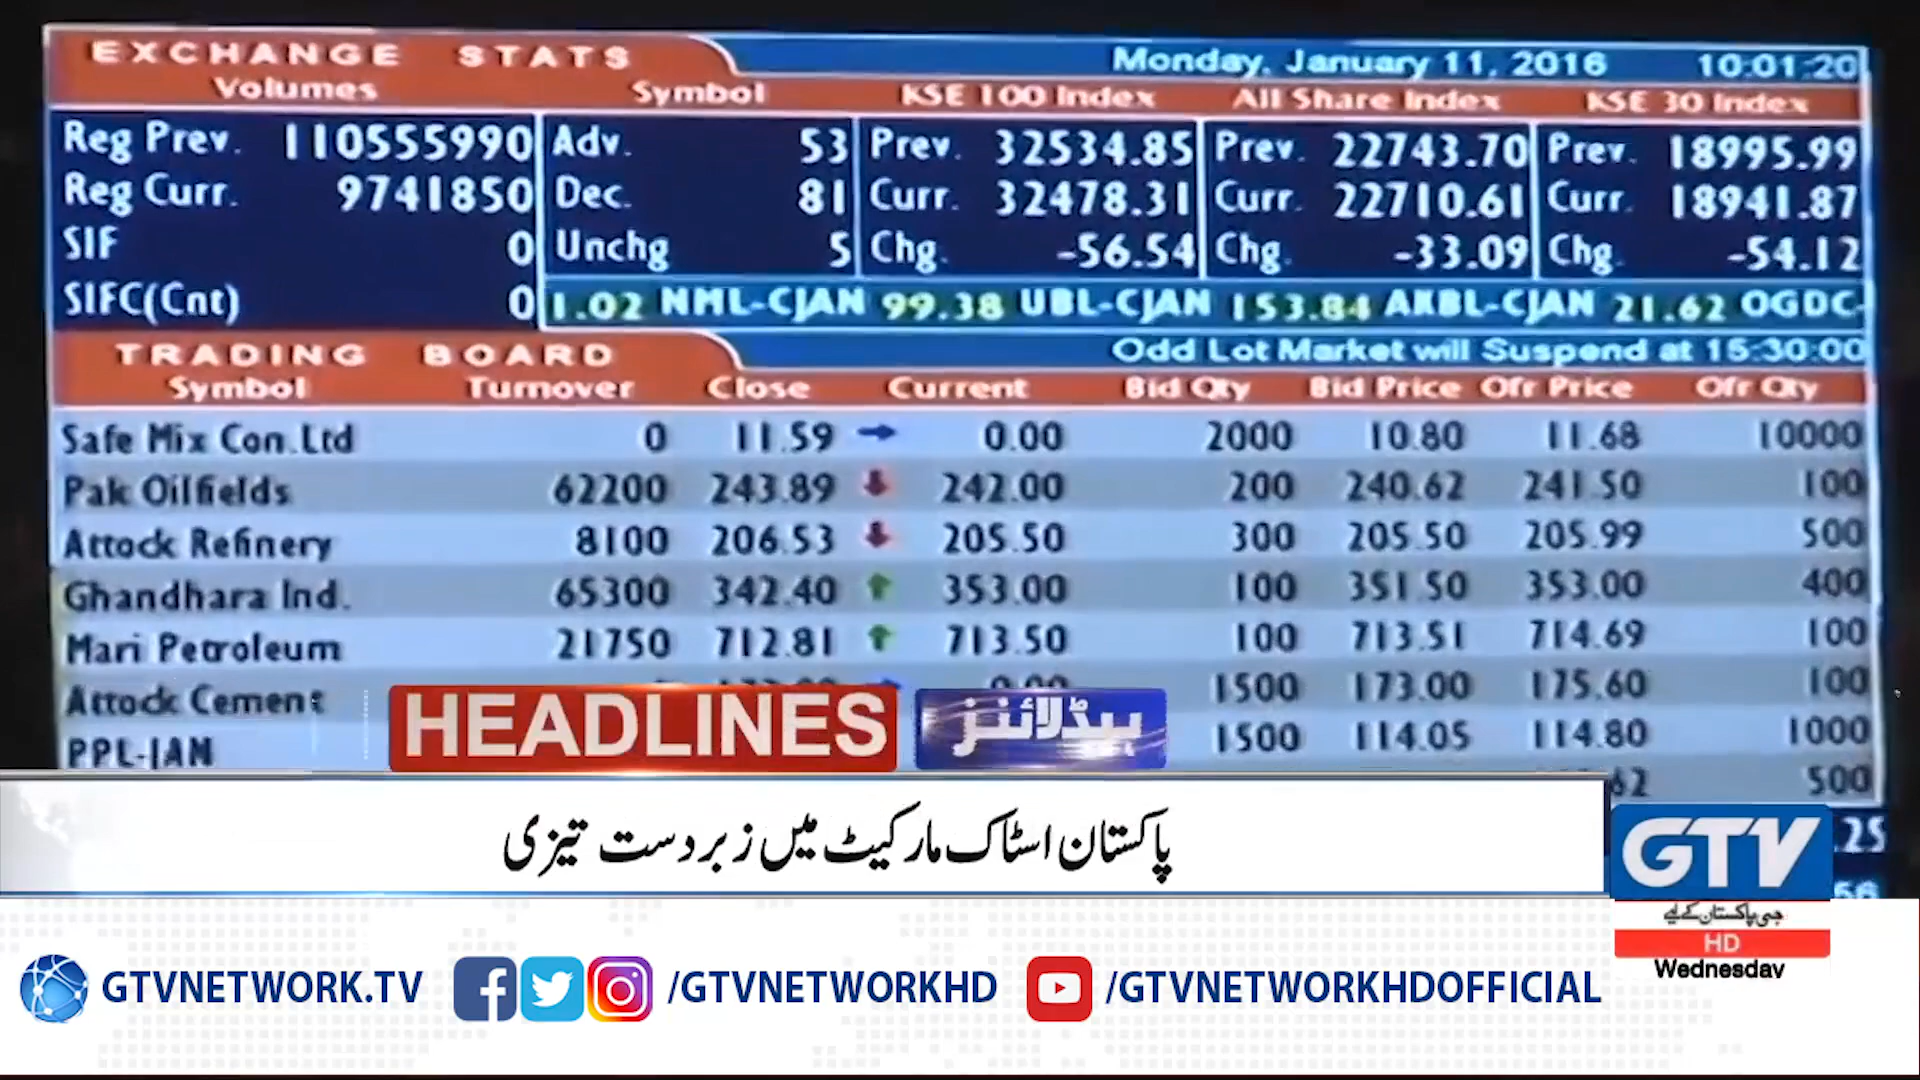 EXCHANGE STATS Monday, January 11, 2016 10:01:20
Volumes Symbol KSE 100 Index All Share Index KSE 30 Index
Reg Prev. 110555990 Adv. 53 Prev. 32534.85 Prev. 22743.70 Prev. 18995.99
Reg Curr. 9741850 Dec. 81 Curr. 32478.31 Curr. 22710.61 Curr. 18941.87
SIF 0 Unchg 5 Chg. -56.54 Chg. -33.09 Chg. -54.12
SIFC(Cnt) 0 1.02 NML-CJAN 99.38 UBL-CJAN 153.84 AKBL-CJAN 21.62 OGDC-
TRADING BOARD Odd Lot Market will Suspend at 15:30:00
Symbol Turnover Close Current Bid Qty Bid Price Ofr Price Ofr Qty
Safe Mix Con.Ltd 0 11.59 0.00 2000 10.80 11.68 10000
Pak Oilfields 62200 243.89 242.00 200 240.62 241.50 100
Attock Refinery 8100 206.53 205.50 300 205.50 205.99 500
Ghandhara Ind. 65300 342.40 353.00 100 351.50 353.00 400
Mari Petroleum 21750 712.81 713.50 100 713.51 714.69 100
Attock Cement 0.00 1500 173.00 175.60 100
PPL-JAN 1500 114.05 114.80 1000
.62 500
HEADLINES ہیڈلائنز
پاکستان اسٹاک مارکیٹ میں زبردست تیزی
.25
56
GTV
جی پاکستان کے لیے
HD
Wednesday
GTVNETWORK.TV /GTVNETWORKHD /GTVNETWORKHDOFFICIAL